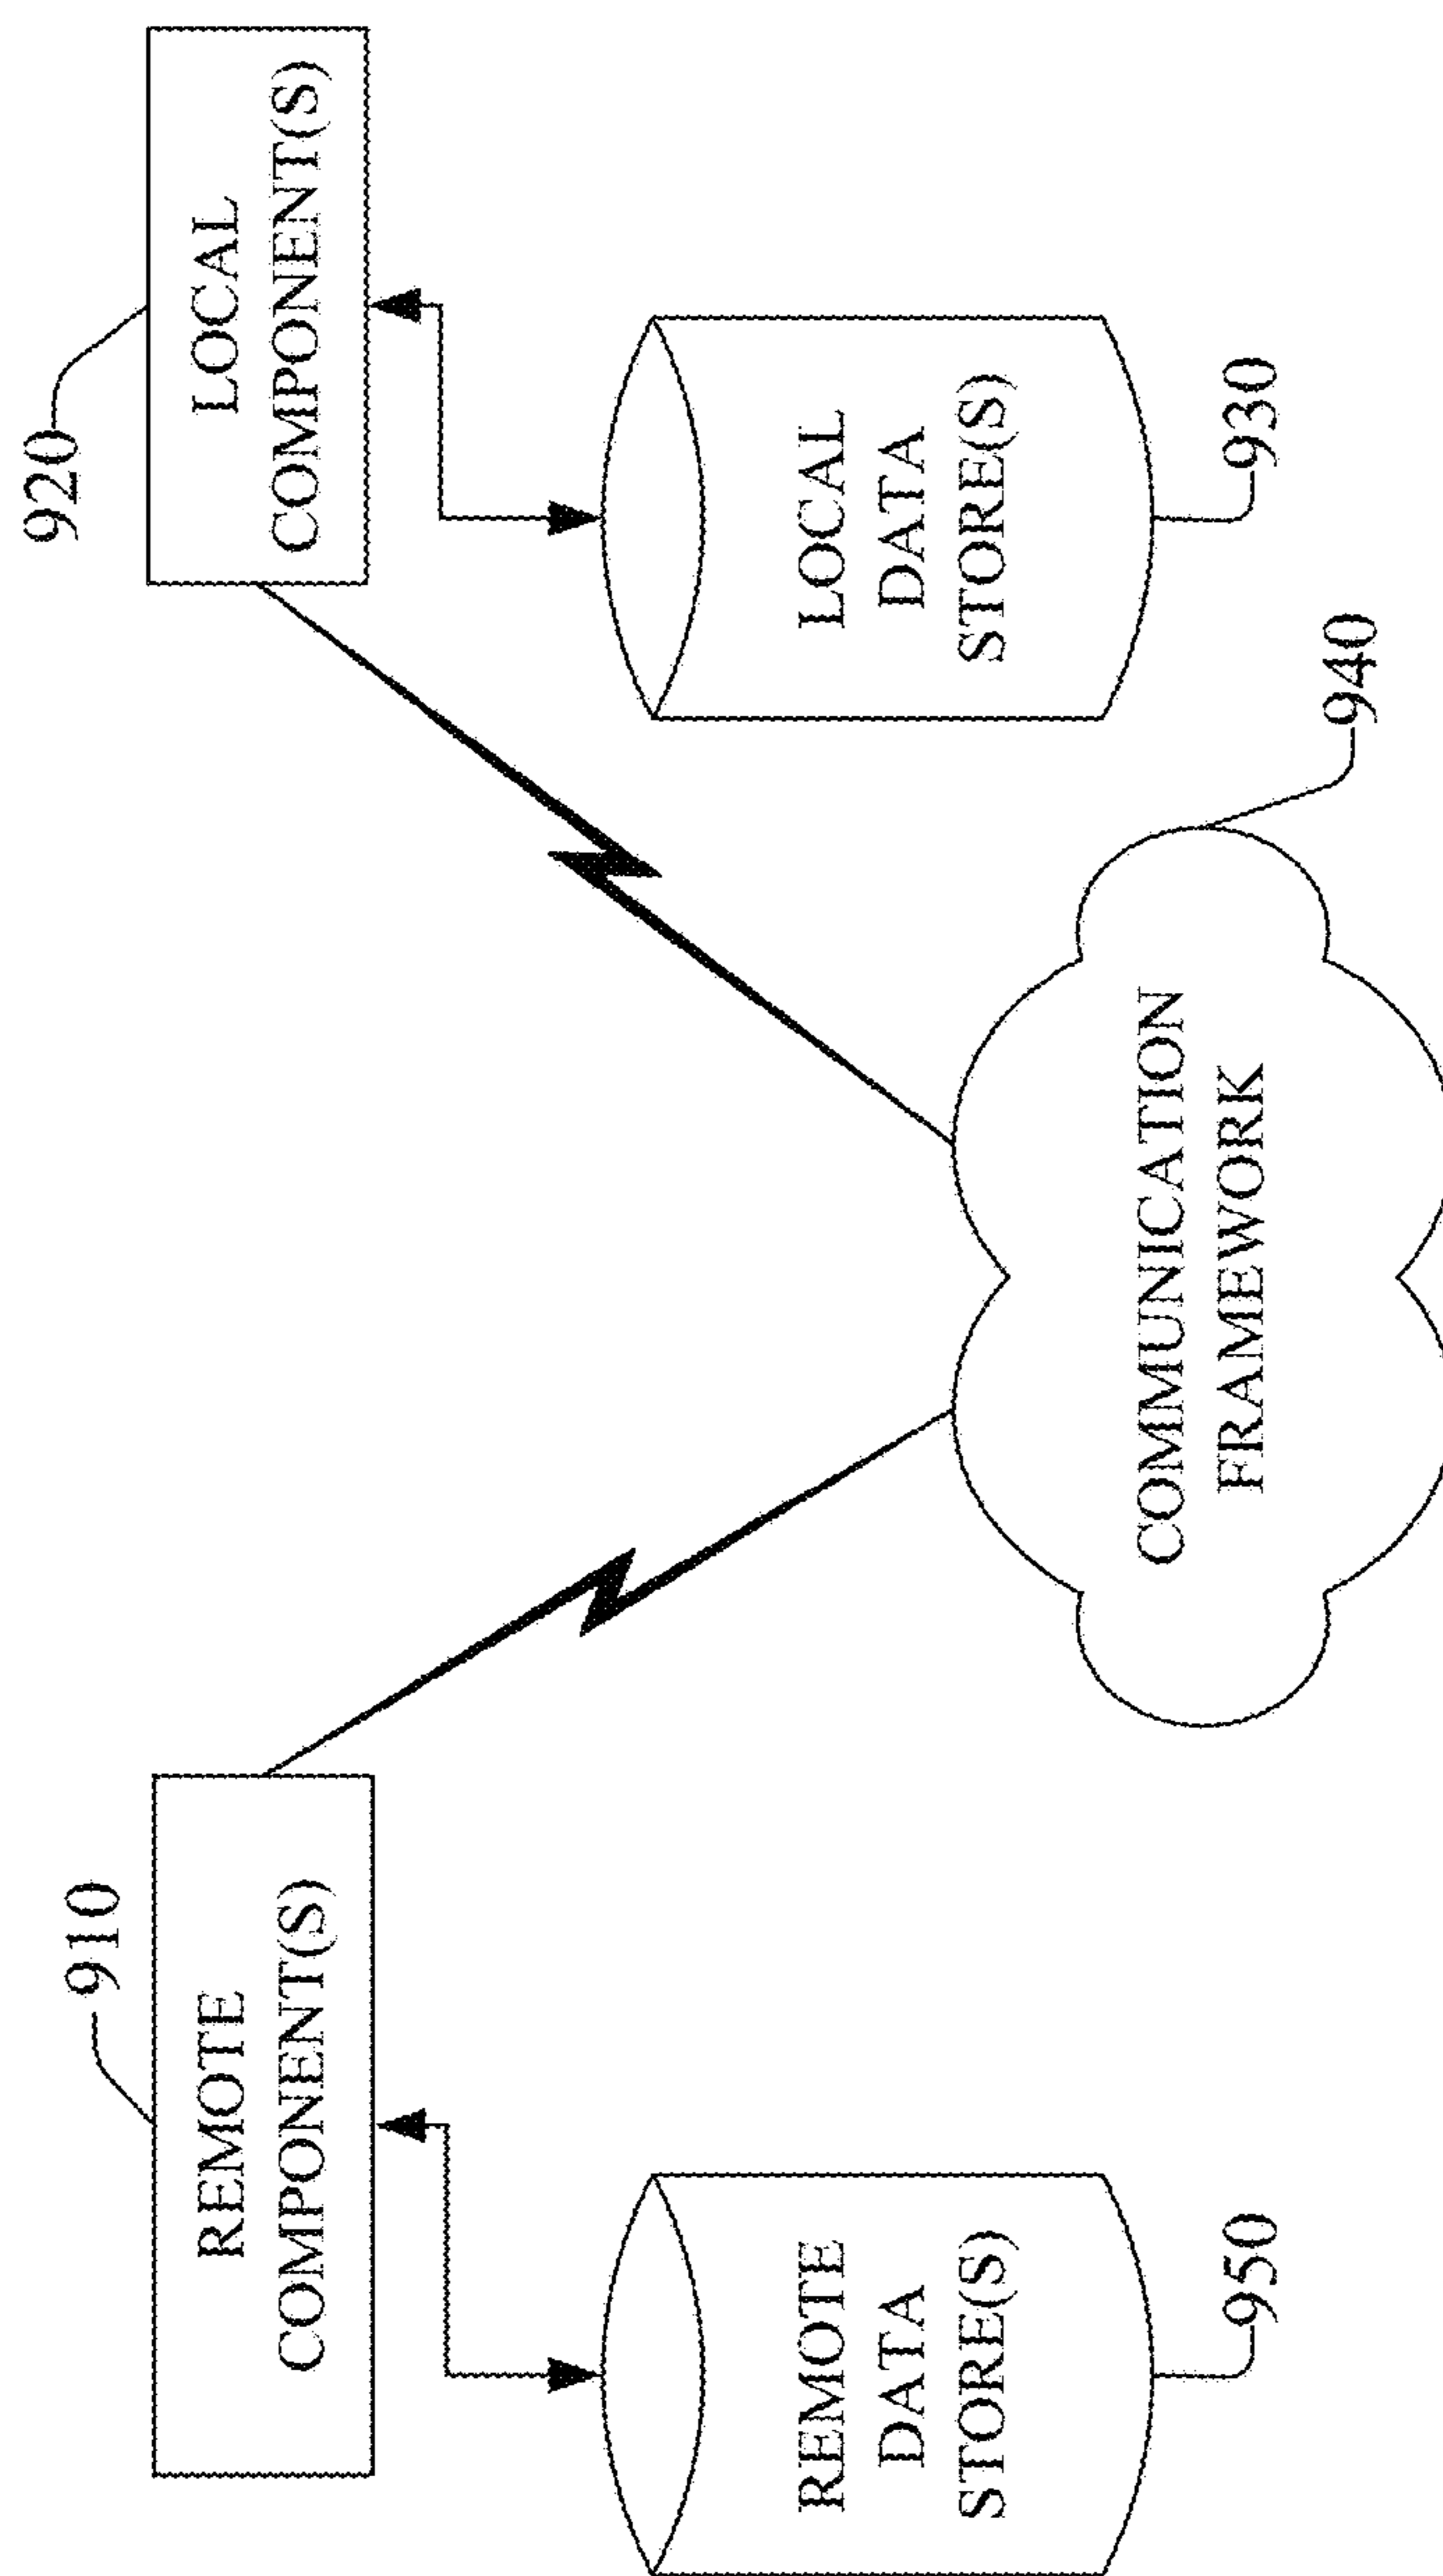 910
REMOTE
COMPONENT(S)
920
LOCAL
COMPONENT(S)
REMOTE
DATA
STORE(S)
950
LOCAL
DATA
STORE(S)
930
COMMUNICATION
FRAMEWORK
940